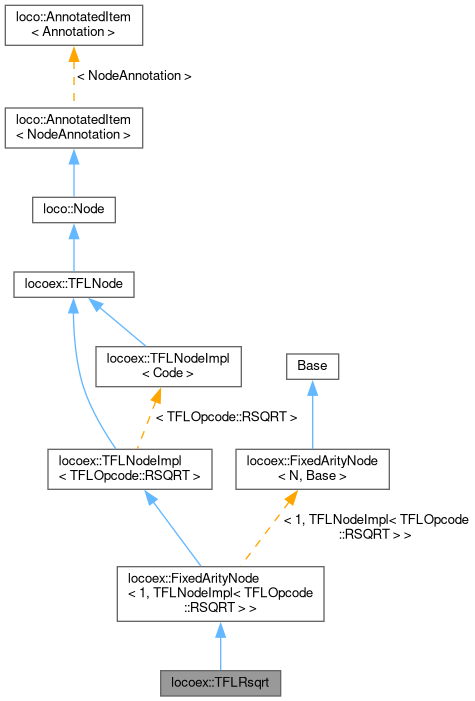 loco::AnnotatedItem
< Annotation >
< NodeAnnotation >
loco::AnnotatedItem
< NodeAnnotation >
loco::Node
locoex::TFLNode
locoex::TFLNodeImpl
< Code >
Base
< TFLOpcode::RSQRT >
locoex::TFLNodeImpl
< TFLOpcode::RSQRT >
locoex::FixedArityNode
< N, Base >
< 1, TFLNodeImpl< TFLOpcode
::RSQRT > >
locoex::FixedArityNode
< 1, TFLNodeImpl< TFLOpcode
::RSQRT > >
locoex::TFLRsqrt